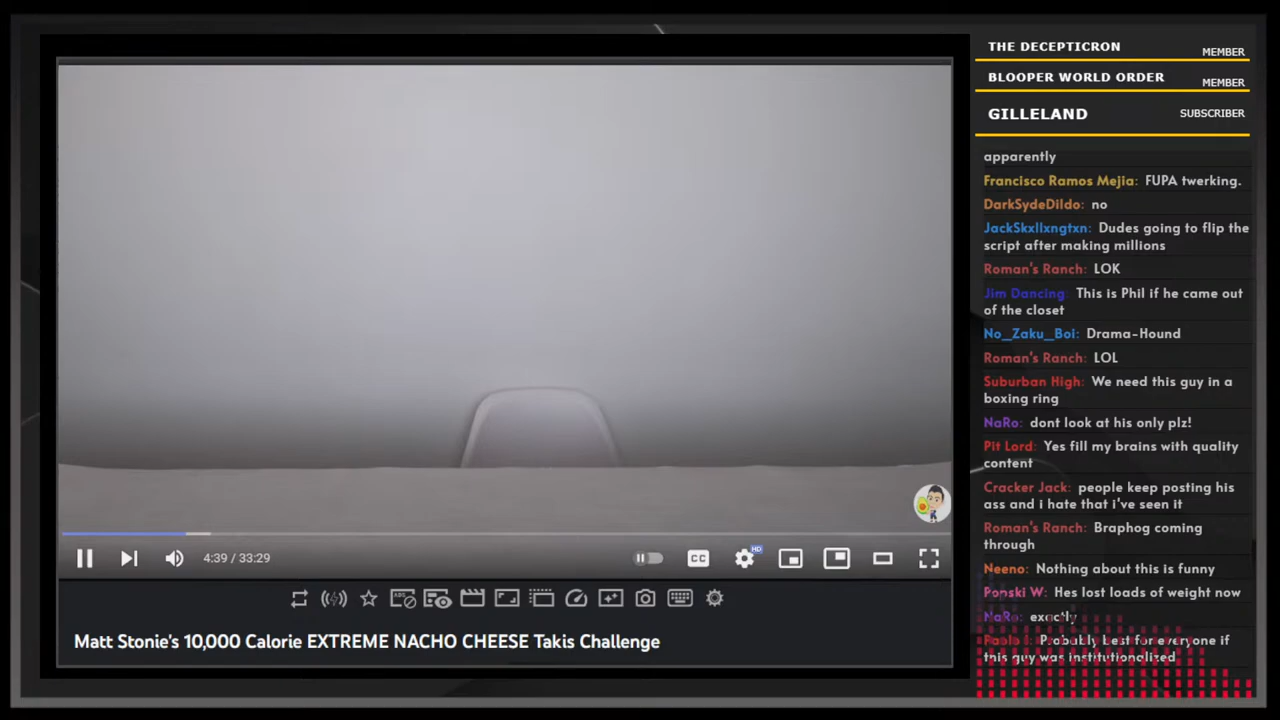 THE DECEPTICRON MEMBER
BLOOPER WORLD ORDER MEMBER
GILLELAND SUBSCRIBER
apparently
Francisco Ramos Mejia: FUPA twerking.
DarkSydeDildo: no
JackSkxllxngtxn: Dudes going to flip the
script after making millions
Roman's Ranch: LOK
Jim Dancing: This is Phil if he came out
of the closet
No_Zaku_Boi: Drama-Hound
Roman's Ranch: LOL
Suburban High: We need this guy in a
boxing ring
NaRo: dont look at his only plz!
Pit Lord: Yes fill my brains with quality
content
Cracker Jack: people keep posting his
ass and i hate that i've seen it
Roman's Ranch: Braphog coming
through
Neeno: Nothing about this is funny
Ponski W: Hes lost loads of weight now
NaRo: exactly
Probably best for everyone if
this guy was institutionalized
4:39 / 33:29
CC
HD
Matt Stonie's 10,000 Calorie EXTREME NACHO CHEESE Takis Challenge